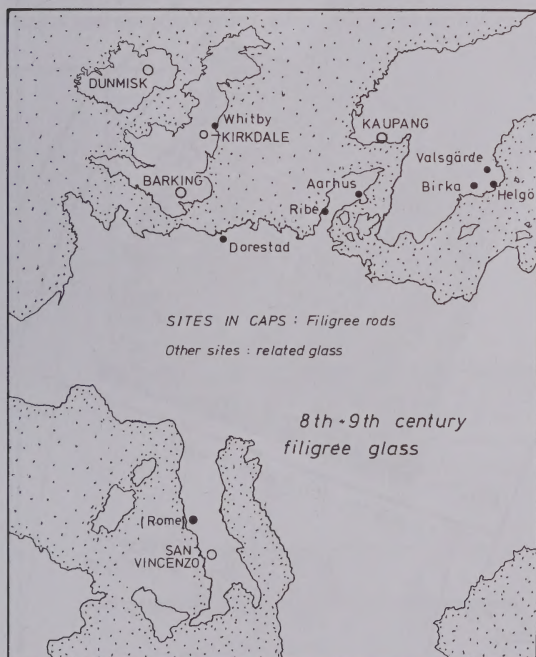 DUNMISK
Whitby
KIRKDALE
KAUPANG
Valsgärde
BARKING
Aarhus
Birka
Helgö
Ribe
Dorestad
SITES IN CAPS : Filigree rods
Other sites : related glass
8th - 9th century
filigree glass
(Rome)
SAN
VINCENZO